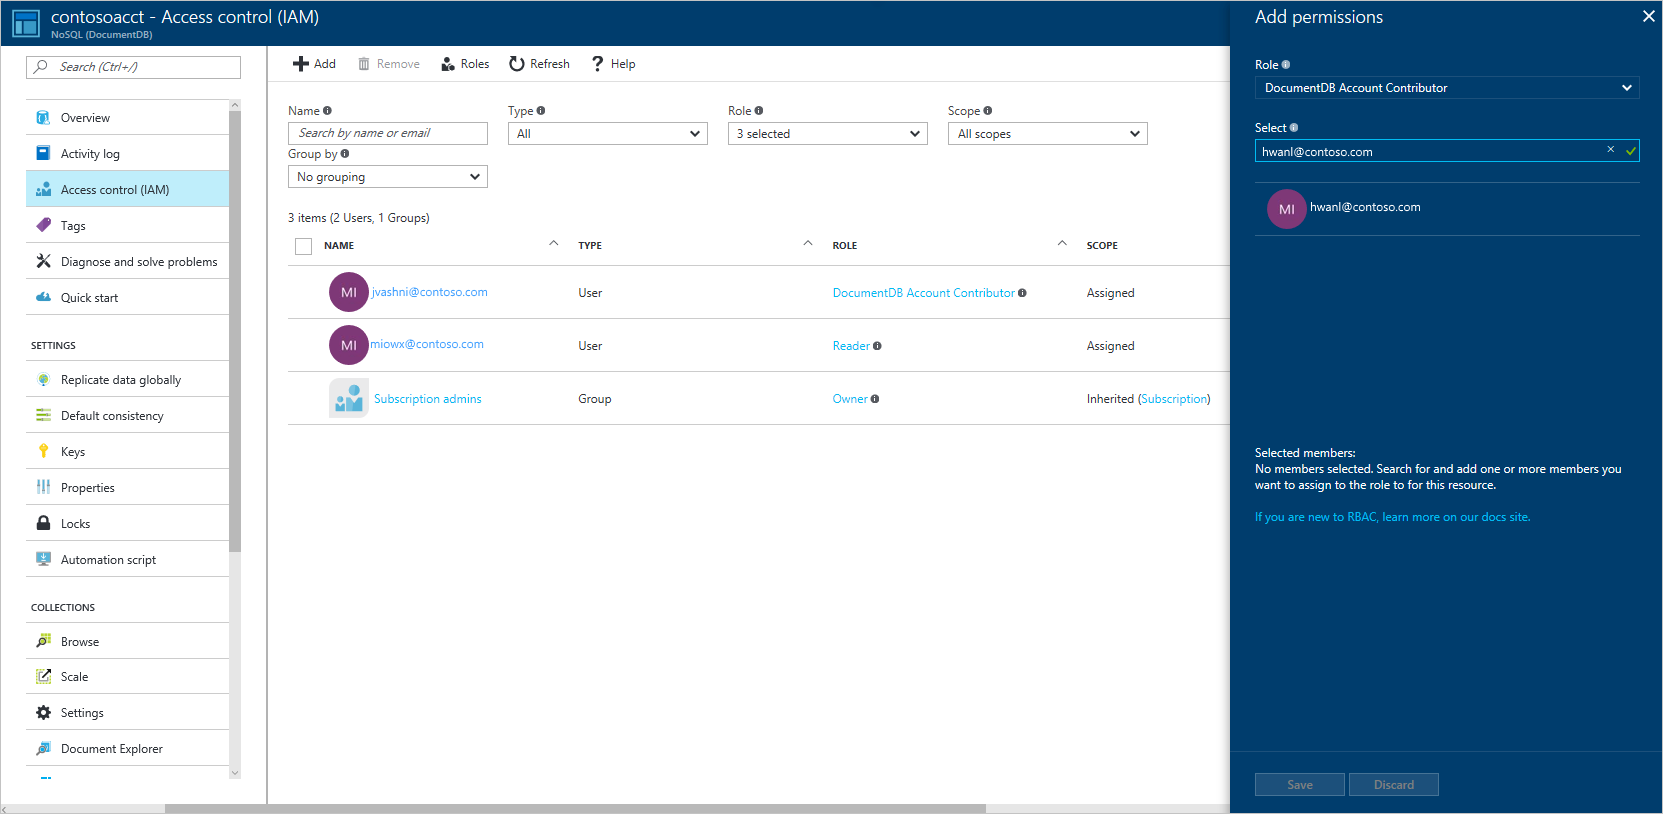 contosoacct - Access control (IAM)
NoSQL (DocumentDB)
Search (Ctrl+/)
Overview
Activity log
Access control (IAM)
Tags
Diagnose and solve problems
Quick start
SETTINGS
Replicate data globally
Default consistency
Keys
Properties
Locks
Automation script
COLLECTIONS
Browse
Scale
Settings
Document Explorer
Add Remove Roles Refresh Help
Name Type Role Scope
Search by name or email All 3 selected All scopes
Group by
No grouping
3 items (2 Users, 1 Groups)
NAME TYPE ROLE SCOPE
MI jvashni@contoso.com User DocumentDB Account Contributor Assigned
MI miowx@contoso.com User Reader Assigned
Subscription admins Group Owner Inherited (Subscription)
Add permissions
Role
DocumentDB Account Contributor
Select
hwanl@contoso.com
MI hwanl@contoso.com
Selected members:
No members selected. Search for and add one or more members you
want to assign to the role to for this resource.
If you are new to RBAC, learn more on our docs site.
Save Discard